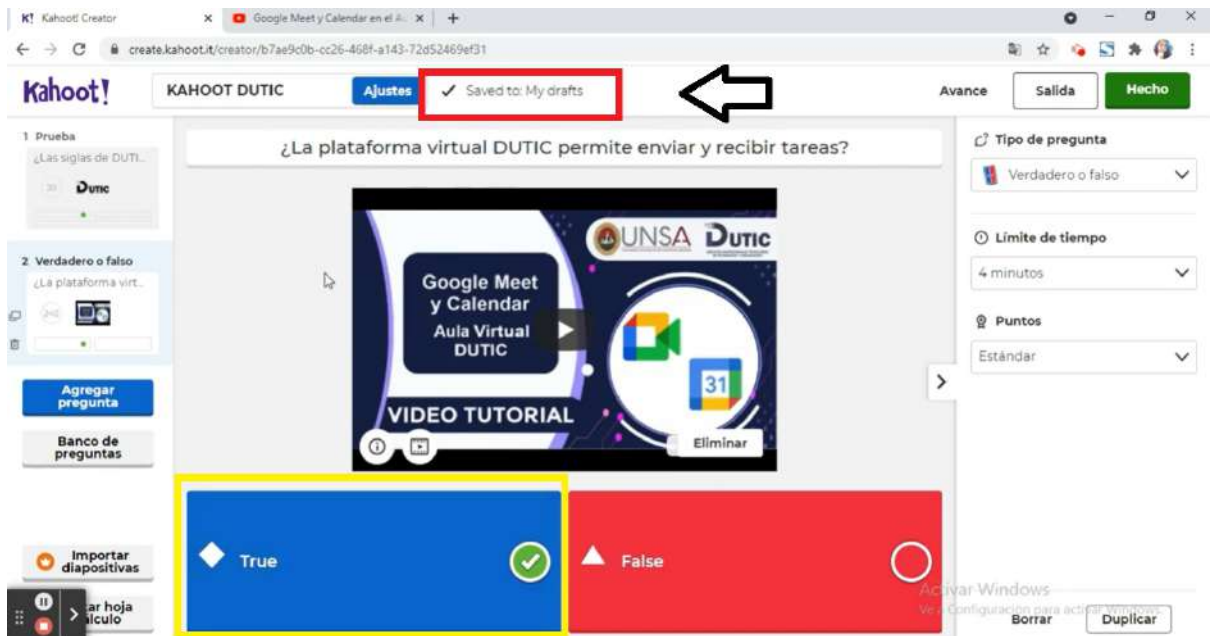 K! Kahoot! Creator
Google Meet y Calendar en el A
create.kahoot.it/creator/b7ae9c0b-cc26-468f-a143-72d52469ef31
Kahoot!
KAHOOT DUTIC
Ajustes
Saved to: My drafts
Avance
Salida
Hecho
1 Prueba
¿Las siglas de DUTI...
DUTIC
2 Verdadero o falso
¿La plataforma virt...
Agregar
pregunta
Banco de
preguntas
Importar
diapositivas
ar hoja
lculo
¿La plataforma virtual DUTIC permite enviar y recibir tareas?
UNSA DUTIC
Google Meet
y Calendar
Aula Virtual
DUTIC
31
VIDEO TUTORIAL
Eliminar
True
False
Tipo de pregunta
Verdadero o falso
Límite de tiempo
4 minutos
Puntos
Estándar
Activar Windows
Ve a Configuración para activar Windows.
Borrar
Duplicar